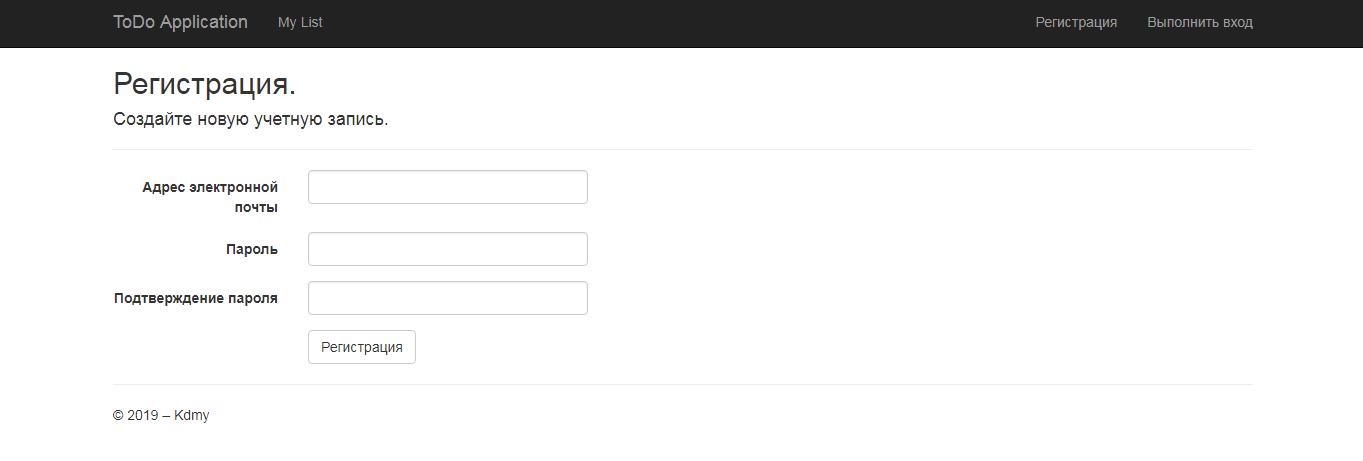 ToDo Application My List Регистрация Выполнить вход
Регистрация.
Создайте новую учетную запись.
Адрес электронной
почты
Пароль
Подтверждение пароля
Регистрация
© 2019 – Kdmy